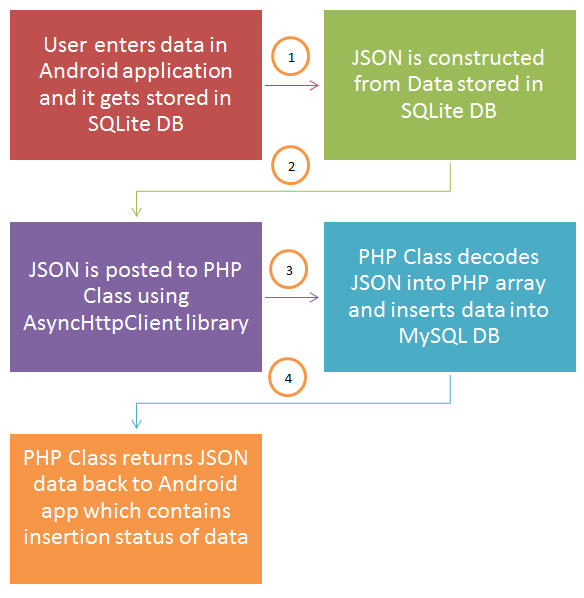 User enters data in
Android application
and it gets stored in
SQLite DB
1
JSON is constructed
from Data stored in
SQLite DB
2
JSON is posted to PHP
Class using
AsyncHttpClient library
3
PHP Class decodes
JSON into PHP array
and inserts data into
MySQL DB
4
PHP Class returns JSON
data back to Android
app which contains
insertion status of data